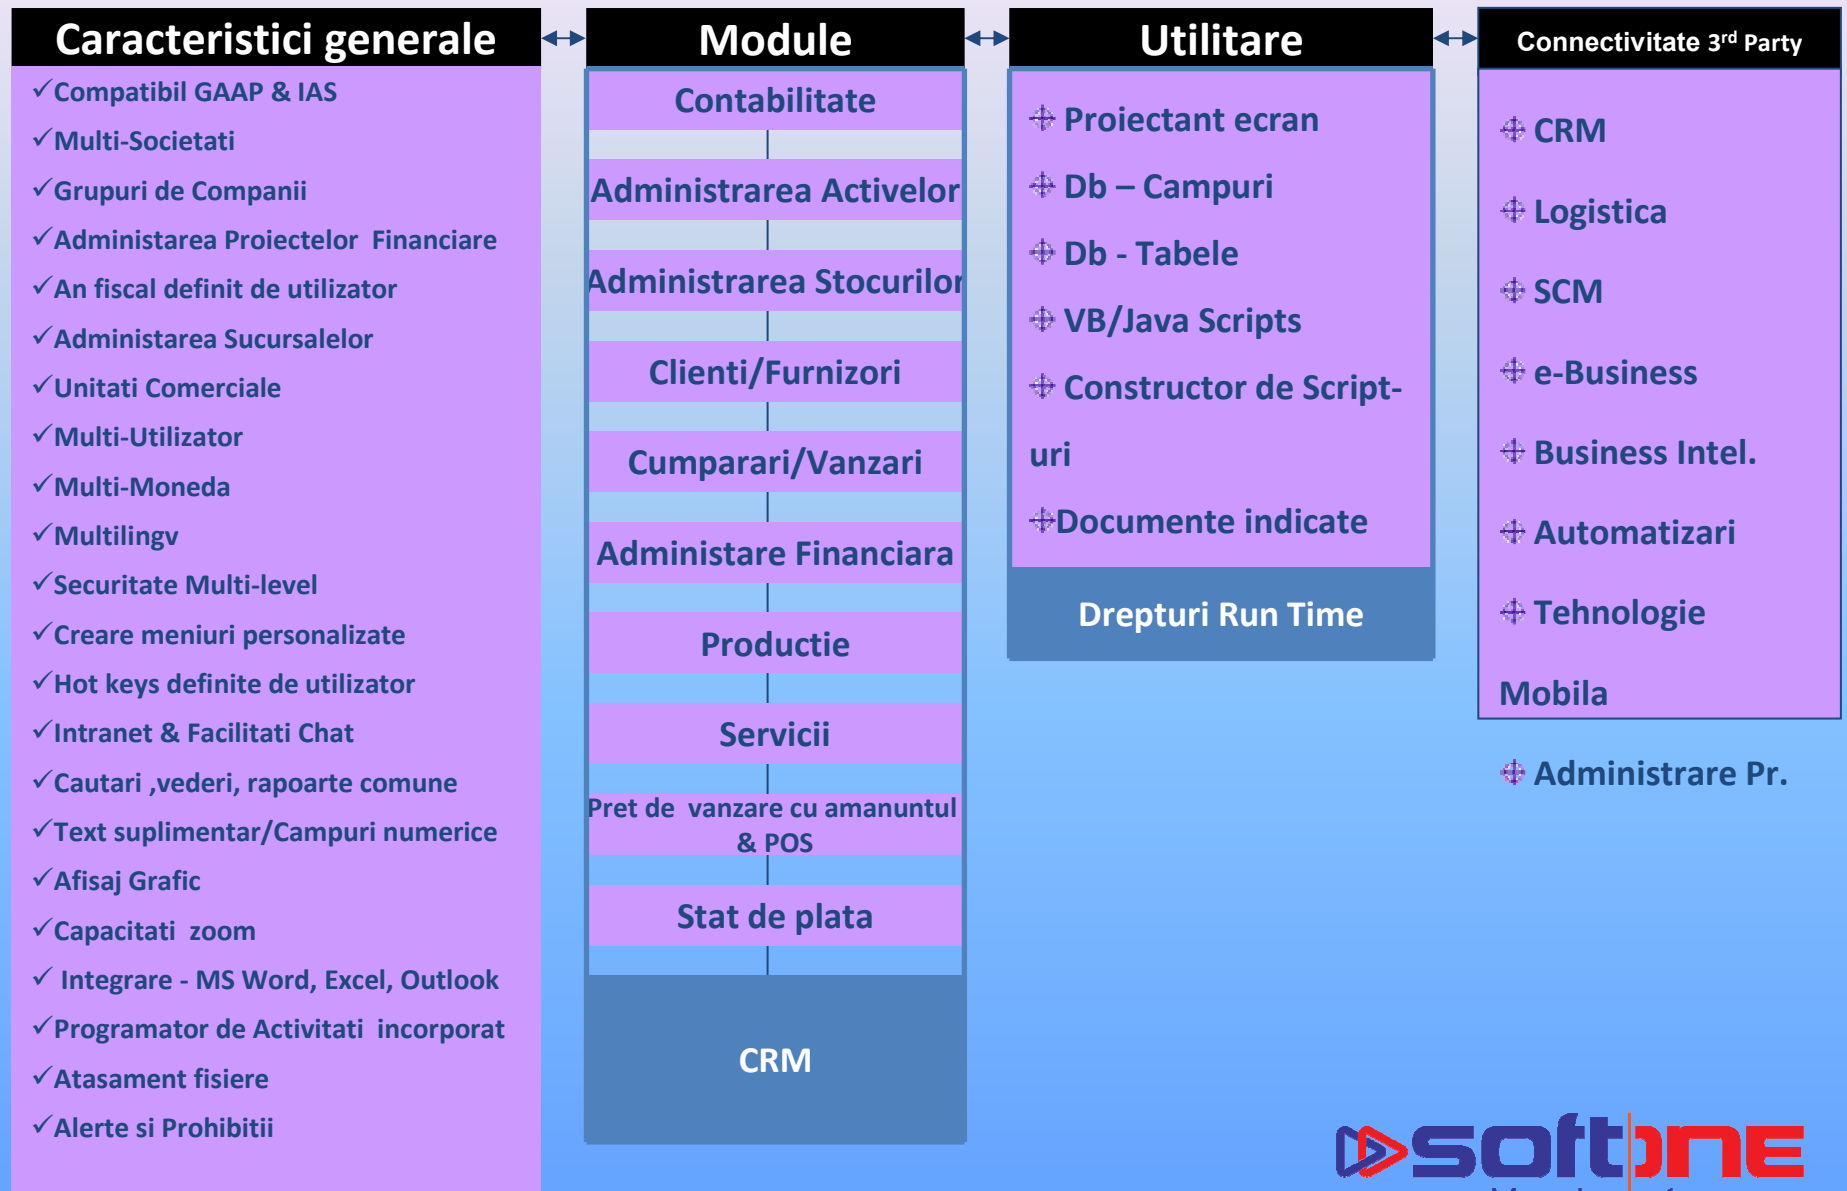 Caracteristici generale
✓Compatibil GAAP & IAS
✓Multi-Societati
✓Grupuri de Companii
✓Administarea Proiectelor Financiare
✓An fiscal definit de utilizator
✓Administarea Sucursalelor
✓Unitati Comerciale
✓Multi-Utilizator
✓Multi-Moneda
✓Multilingv
✓Securitate Multi-level
✓Creare meniuri personalizate
✓Hot keys definite de utilizator
✓Intranet & Facilitati Chat
✓Cautari ,vederi, rapoarte comune
✓Text suplimentar/Campuri numerice
✓Afisaj Grafic
✓Capacitati zoom
✓ Integrare - MS Word, Excel, Outlook
✓Programator de Activitati incorporat
✓Atasament fisiere
✓Alerte si Prohibitii
Module
Contabilitate
Administrarea Activelor
Administrarea Stocurilor
Clienti/Furnizori
Cumparari/Vanzari
Administare Financiara
Productie
Servicii
Pret de vanzare cu amanuntul
& POS
Stat de plata
CRM
Utilitare
Proiectant ecran
Db – Campuri
Db - Tabele
VB/Java Scripts
Constructor de Script-
uri
Documente indicate
Drepturi Run Time
Connectivitate 3rd Party
CRM
Logistica
SCM
e-Business
Business Intel.
Automatizari
Tehnologie
Mobila
Administrare Pr.
softone